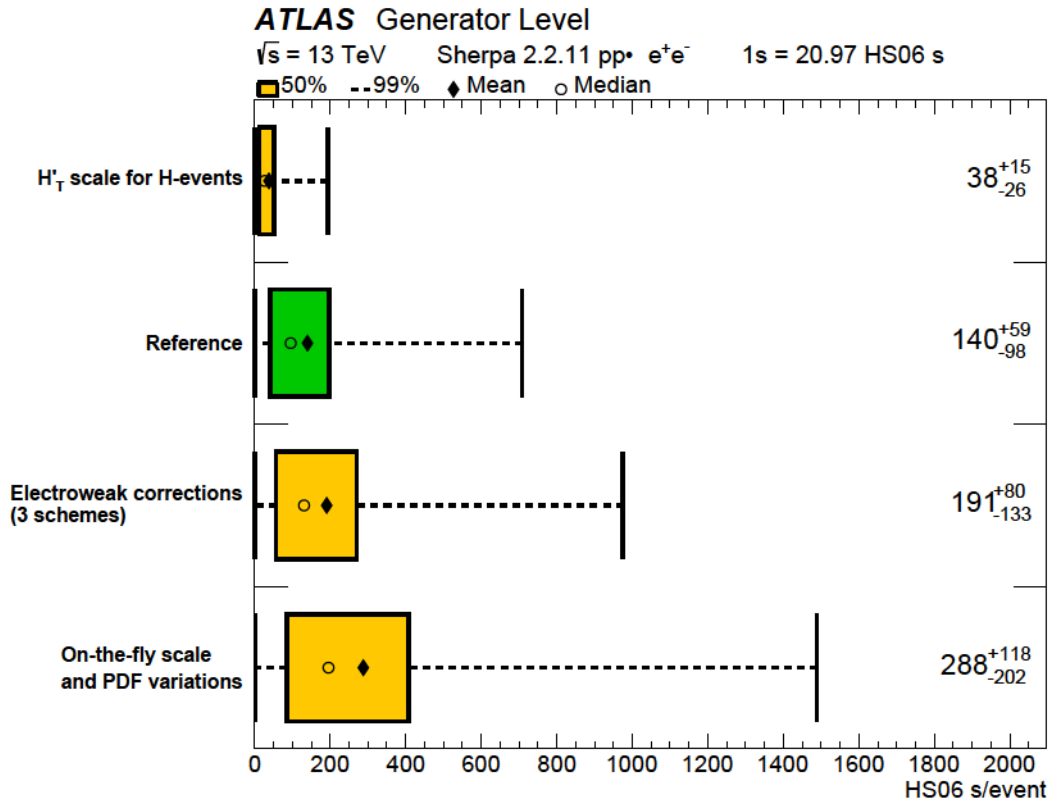 ATLAS Generator Level
√s = 13 TeV Sherpa 2.2.11 pp• e⁺e⁻ 1s = 20.97 HS06 s
50% 99% Mean Median
H'T scale for H-events 38 +15 -26
Reference 140 +59 -98
Electroweak corrections
(3 schemes) 191 +80 -133
On-the-fly scale
and PDF variations 288 +118 -202
0 200 400 600 800 1000 1200 1400 1600 1800 2000
HS06 s/event